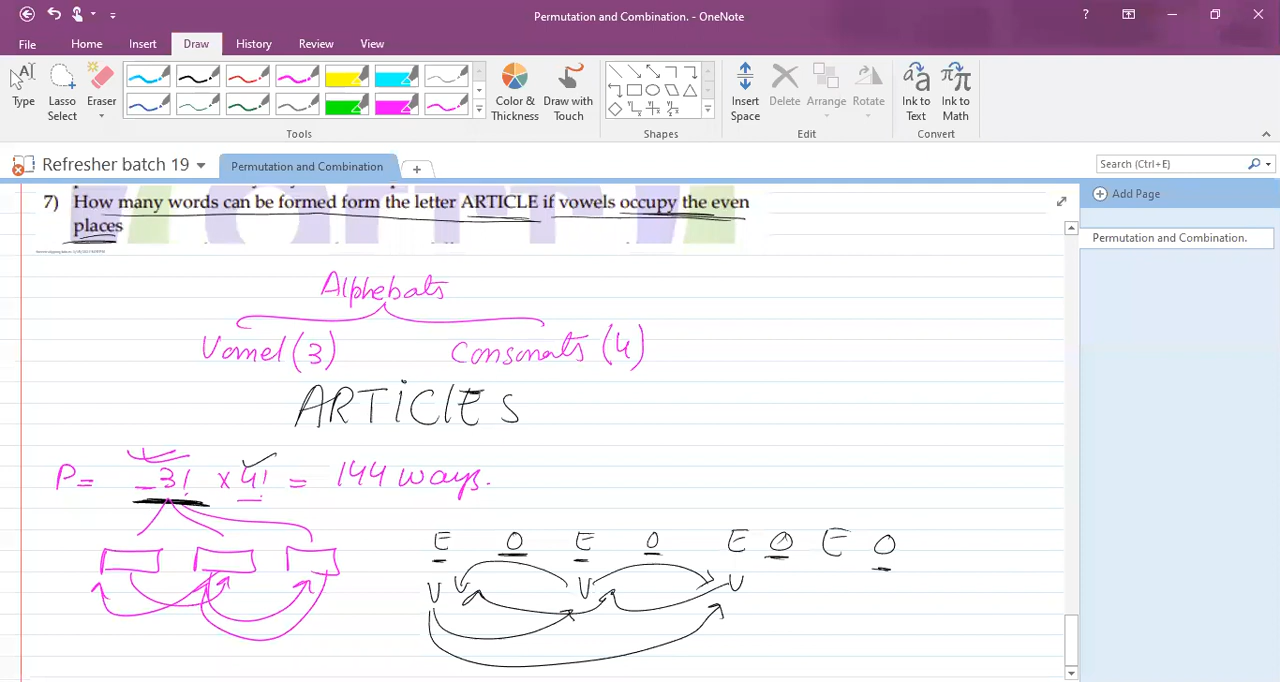 Permutation and Combination. - OneNote
?
File Home Insert Draw History Review View
Type Lasso Select Eraser Color & Thickness Draw with Touch Insert Space Delete Arrange Rotate Ink to Text Ink to Math
Tools Shapes Edit Convert
Refresher batch 19 Permutation and Combination + Search (Ctrl+E)
Add Page
Permutation and Combination.
7) How many words can be formed form the letter ARTICLE if vowels occupy the even
places
Alphebats
Vowel (3) Consonats (4)
ARTiClES
P = 3! x 4! = 144 ways.
E O E O E O E O
V V V